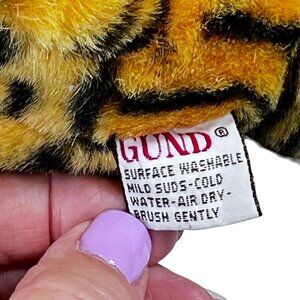 GUND®
SURFACE WASHABLE
MILD SUDS-COLD
WATER-AIR DRY-
BRUSH GENTLY